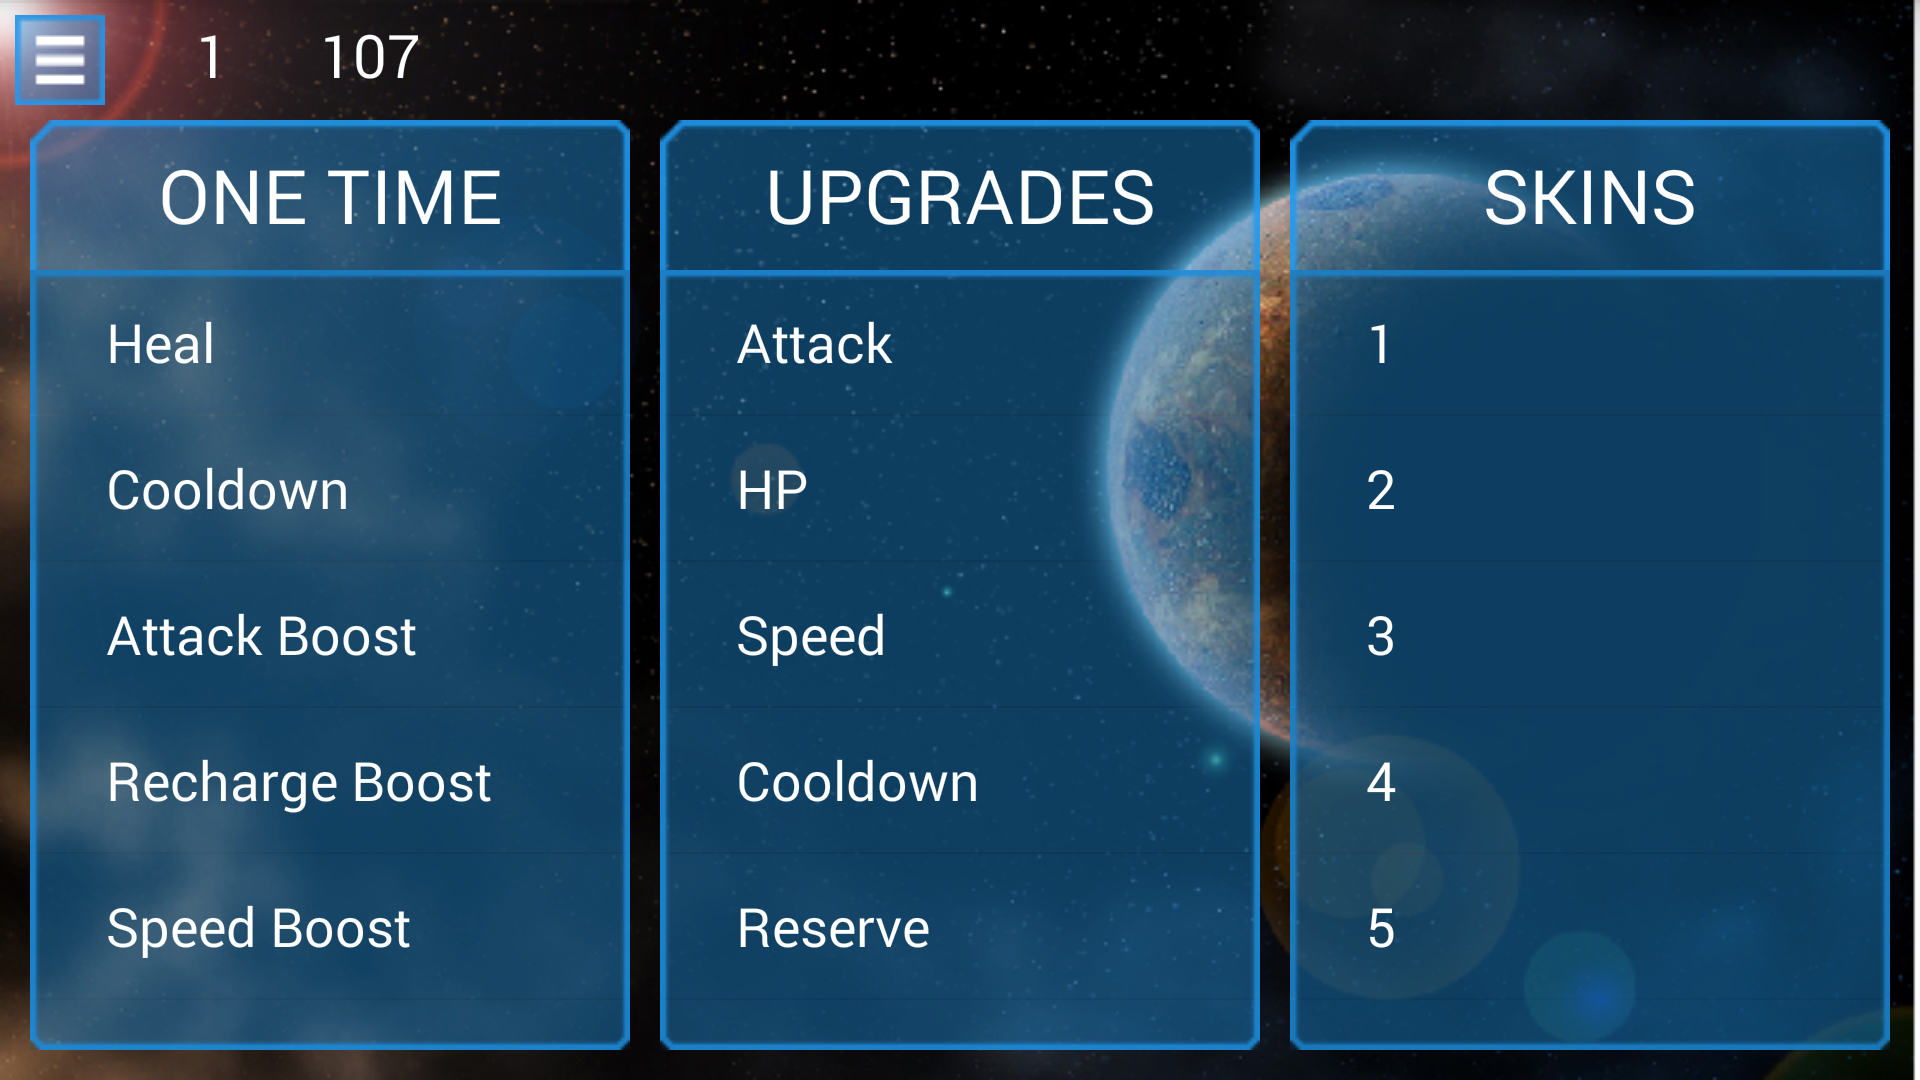 1 107
ONE TIME
Heal
Cooldown
Attack Boost
Recharge Boost
Speed Boost
UPGRADES
Attack
HP
Speed
Cooldown
Reserve
SKINS
1
2
3
4
5